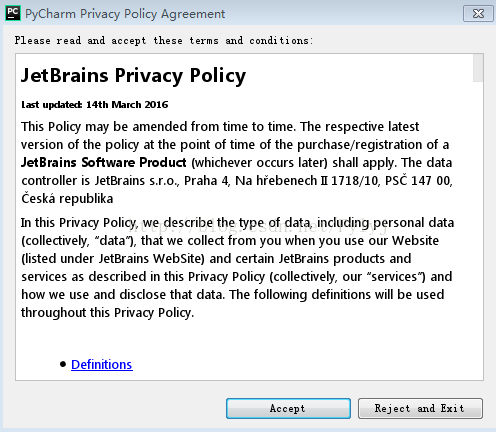 PC PyCharm Privacy Policy Agreement
Please read and accept these terms and conditions:
JetBrains Privacy Policy
Last updated: 14th March 2016
This Policy may be amended from time to time. The respective latest
version of the policy at the point of time of the purchase/registration of a
JetBrains Software Product (whichever occurs later) shall apply. The data
controller is JetBrains s.r.o., Praha 4, Na hřebenech II 1718/10, PSČ 147 00,
Česká republika
In this Privacy Policy, we describe the type of data, including personal data
(collectively, “data”), that we collect from you when you use our Website
(listed under JetBrains WebSite) and certain JetBrains products and
services as described in this Privacy Policy (collectively, our “services”) and
how we use and disclose that data. The following definitions will be used
throughout this Privacy Policy.
• Definitions
Accept Reject and Exit